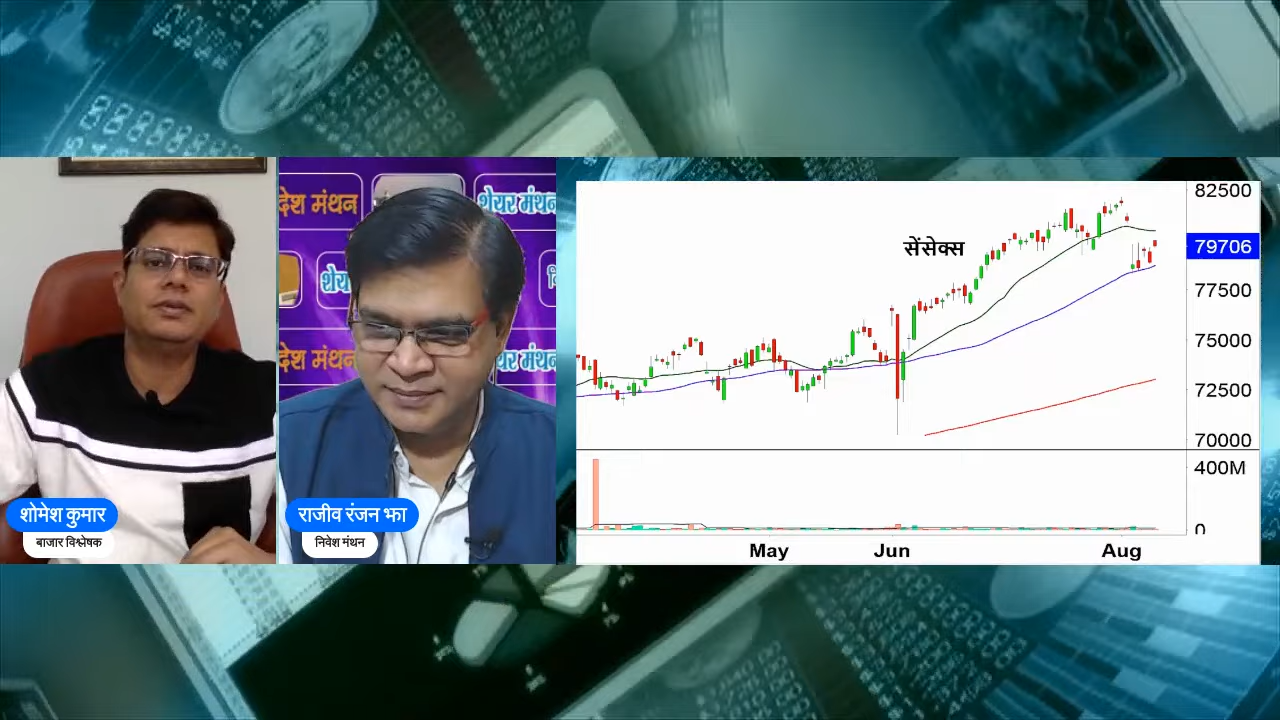 देश मंथन
शेयर मंथन
शेय
देश मंथन
शेयर मंथन
शोमेश कुमार
बाजार विश्लेषक
राजीव रंजन झा
निवेश मंथन
सेंसेक्स
82500
79706
77500
75000
72500
70000
400M
0
May Jun Aug